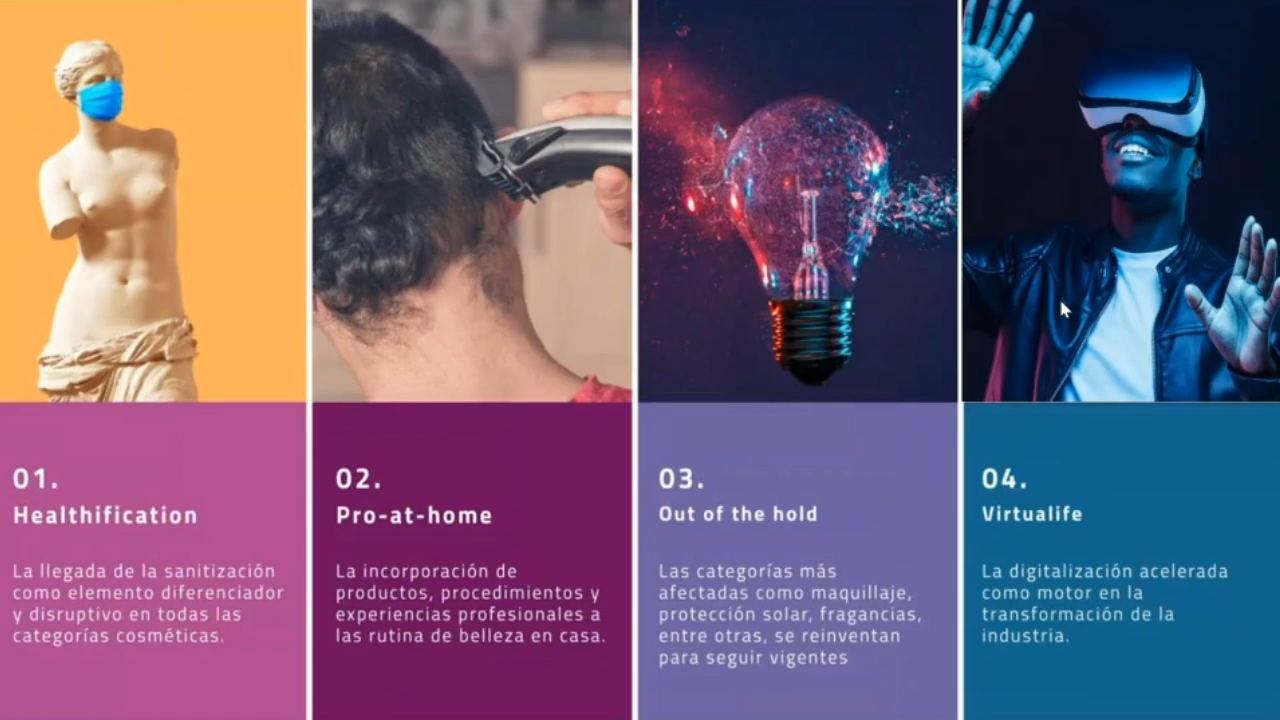 01.
Healthification
La llegada de la sanitización
como elemento diferenciador
y disruptivo en todas las
categorías cosméticas.
02.
Pro-at-home
La incorporación de
productos, procedimientos y
experiencias profesionales a
las rutina de belleza en casa.
03.
Out of the hold
Las categorías más
afectadas como maquillaje,
protección solar, fragancias,
entre otras, se reinventan
para seguir vigentes
04.
Virtualife
La digitalización acelerada
como motor en la
transformación de la
industria.